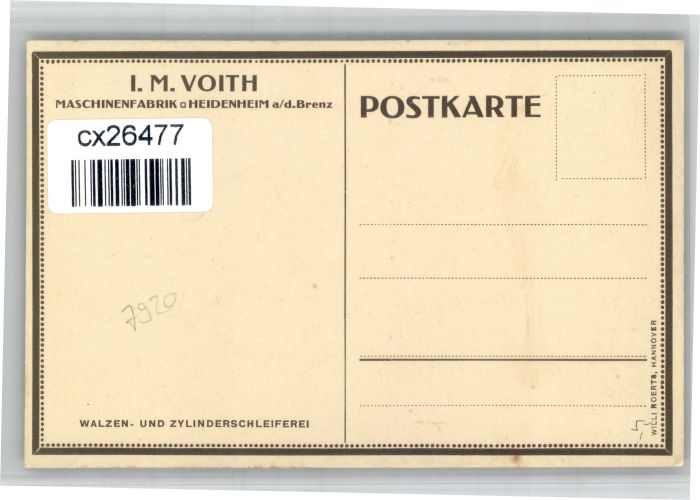 I. M. VOITH
MASCHINENFABRIK o HEIDENHEIM a/d.Brenz
cx26477
7920
WALZEN- UND ZYLINDERSCHLEIFEREI
POSTKARTE
WILLI ROERTS, HANNOVER